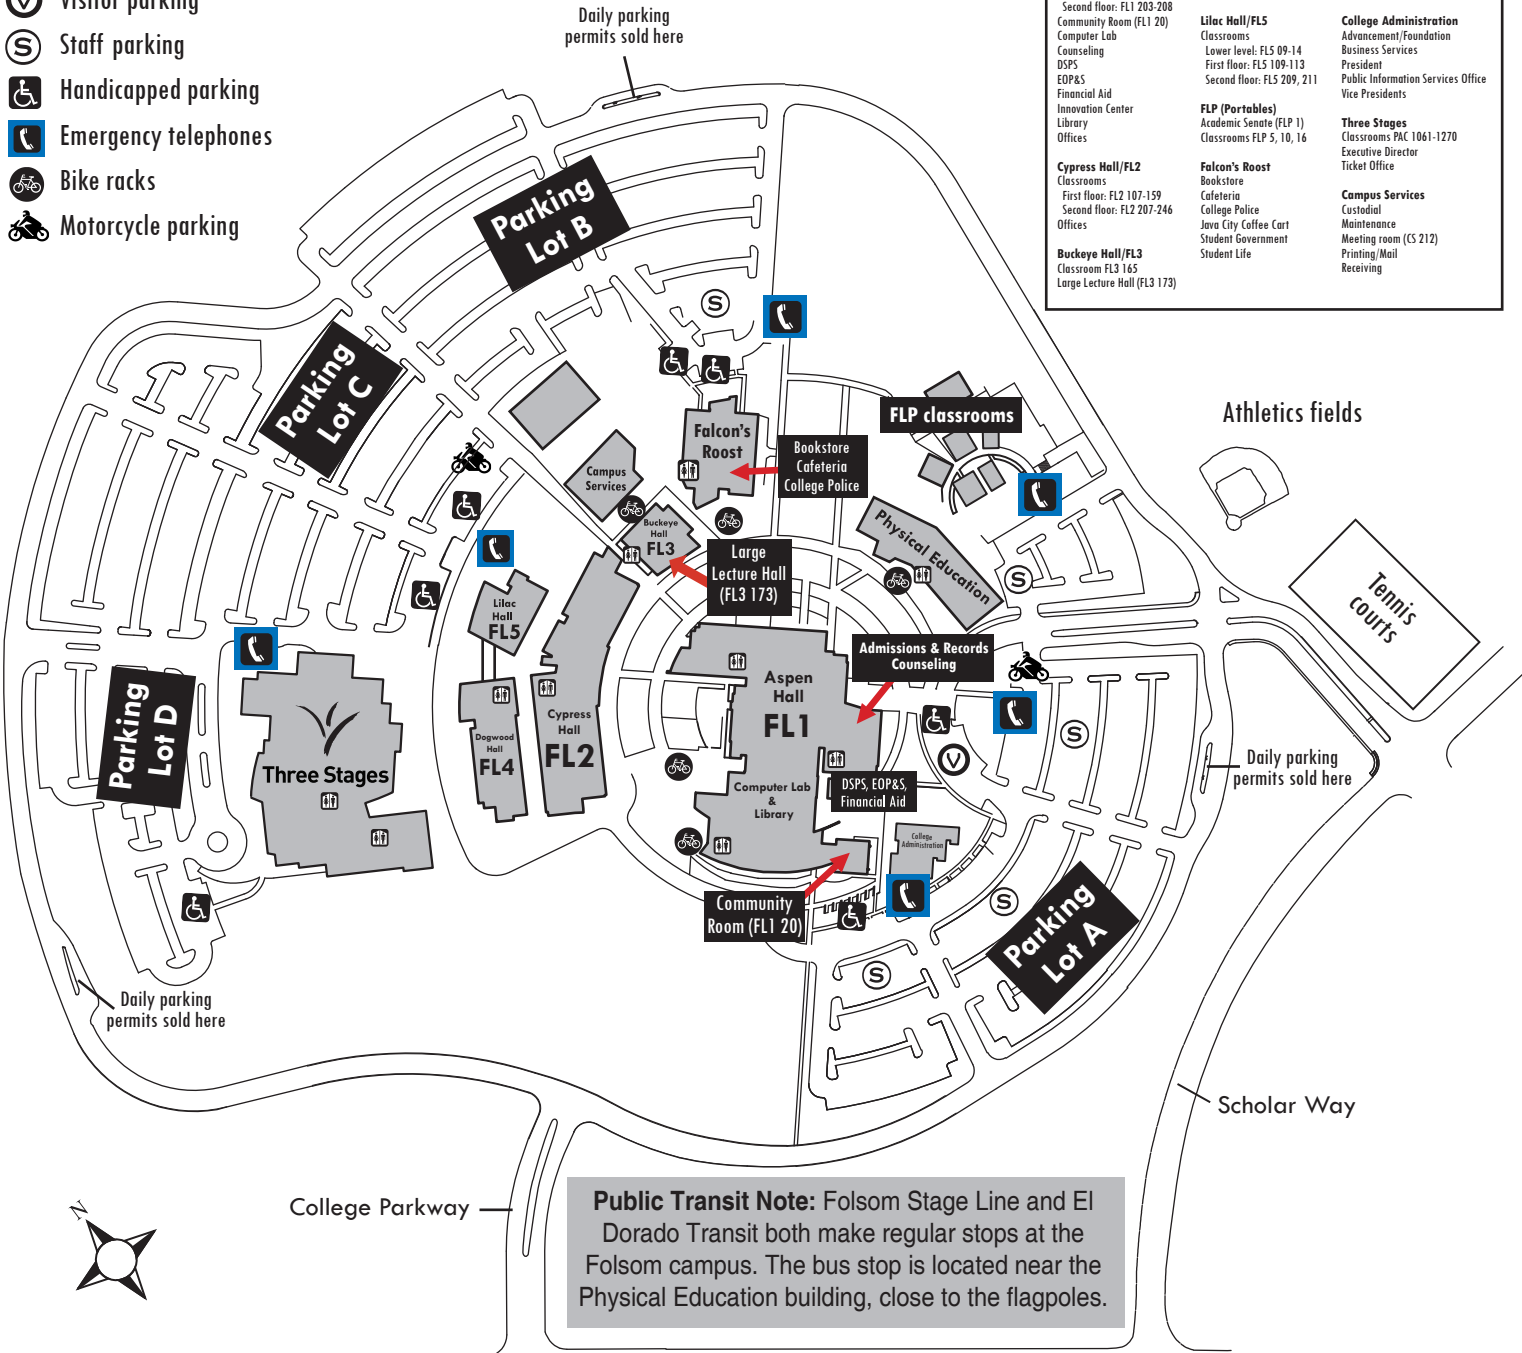 Visitor parking
Staff parking
Handicapped parking
Emergency telephones
Bike racks
Motorcycle parking
V
S
Daily parking
permits sold here
Second floor: FL1 203-208
Community Room (FL1 20)
Computer Lab
Counseling
DSPS
EOP&S
Financial Aid
Innovation Center
Library
Offices
Cypress Hall/FL2
Classrooms
First floor: FL2 107-159
Second floor: FL2 207-246
Offices
Buckeye Hall/FL3
Classroom FL3 165
Large Lecture Hall (FL3 173)
Lilac Hall/FL5
Classrooms
Lower level: FL5 09-14
First floor: FL5 109-113
Second floor: FL5 209, 211
FLP (Portables)
Academic Senate (FLP 1)
Classrooms FLP 5, 10, 16
Falcon's Roost
Bookstore
Cafeteria
College Police
Java City Coffee Cart
Student Government
Student Life
College Administration
Advancement/Foundation
Business Services
President
Public Information Services Office
Vice Presidents
Three Stages
Classrooms PAC 1061-1270
Executive Director
Ticket Office
Campus Services
Custodial
Maintenance
Meeting room (CS 212)
Printing/Mail
Receiving
Parking
Lot B
S
Parking
Lot C
FLP classrooms
Athletics fields
Falcon's
Roost
Bookstore
Cafeteria
College Police
Campus
Services
Buckeye
Hall
FL3
Large
Lecture Hall
(FL3 173)
Physical Education
S
Tennis
courts
Lilac
Hall
FL5
Admissions & Records
Counseling
Aspen
Hall
FL1
Parking
Lot D
Three Stages
Dogwood
Hall
FL4
Cypress
Hall
FL2
S
V
Daily parking
permits sold here
Computer Lab
&
Library
DSPS, EOP&S,
Financial Aid
College
Administration
Community
Room (FL1 20)
S
Parking
Lot A
S
Daily parking
permits sold here
Scholar Way
College Parkway
N
Public Transit Note: Folsom Stage Line and El
Dorado Transit both make regular stops at the
Folsom campus. The bus stop is located near the
Physical Education building, close to the flagpoles.